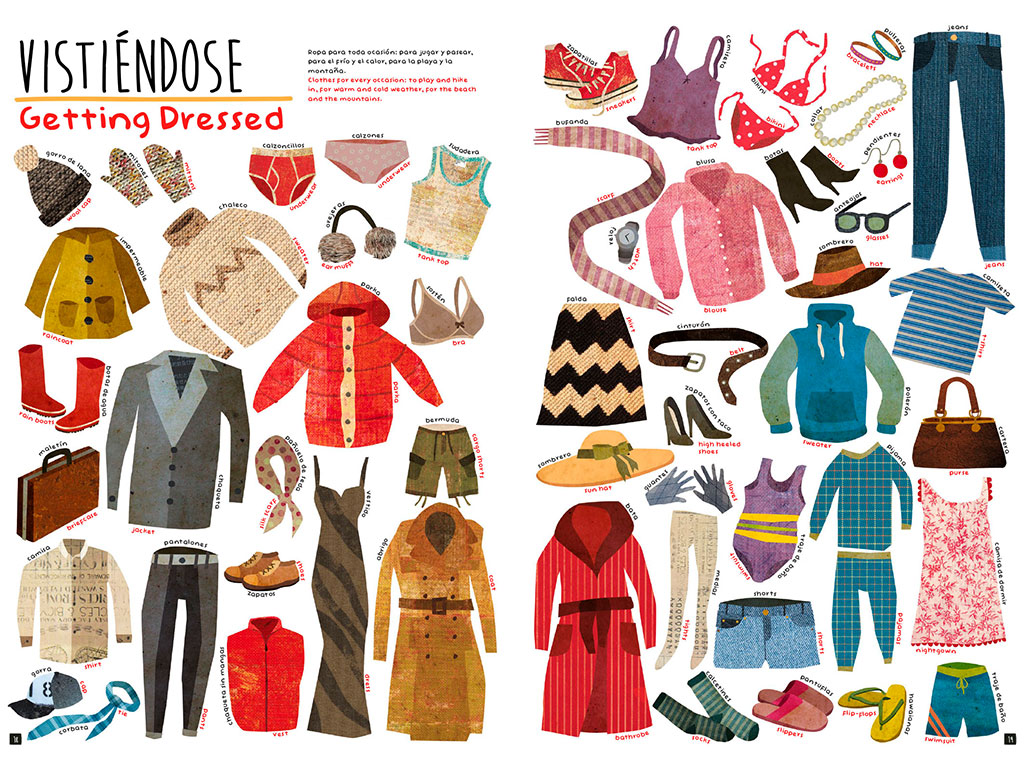 VISTIÉNDOSE
Getting Dressed
Ropa para toda ocasión: para jugar y pasear,
para el frío y el calor, para la playa y la
montaña.
Clothes for every occasion: to play and hike
in, for warm and cold weather, for the beach
and the mountains.
gorro de lana
wool cap
mitones
mittens
calzoncillos
underwear
calzones
underwear
sudadera
tank top
impermeable
raincoat
chaleco
sweater
orejeras
earmuffs
sostén
bra
parka
parka
botas de agua
rain boots
chaqueta
jacket
maletín
briefcase
pañuelo de seda
silk scarf
vestido
dress
bermuda
cargo shorts
abrigo
coat
camisa
shirt
pantalones
pants
zapatos
shoes
chaqueta sin mangas
vest
gorra
cap
corbata
tie
18
zapatillas
sneakers
camiseta
tank top
bikini
bikini
pulseras
bracelets
jeans
jeans
collar
necklace
pendientes
earrings
bufanda
scarf
blusa
blouse
botas
boots
reloj
watch
anteojos
glasses
sombrero
hat
camiseta
t-shirt
falda
skirt
cinturón
belt
polerón
sweater
zapatos con taco
high heeled
shoes
cartera
purse
sombrero
sun hat
guantes
gloves
traje de baño
swimsuit
pijama
pajamas
camisa de dormir
nightgown
bata
bathrobe
medias
tights
shorts
shorts
calcetines
socks
pantuflas
slippers
hawaianas
flip-flops
traje de baño
swimsuit
19